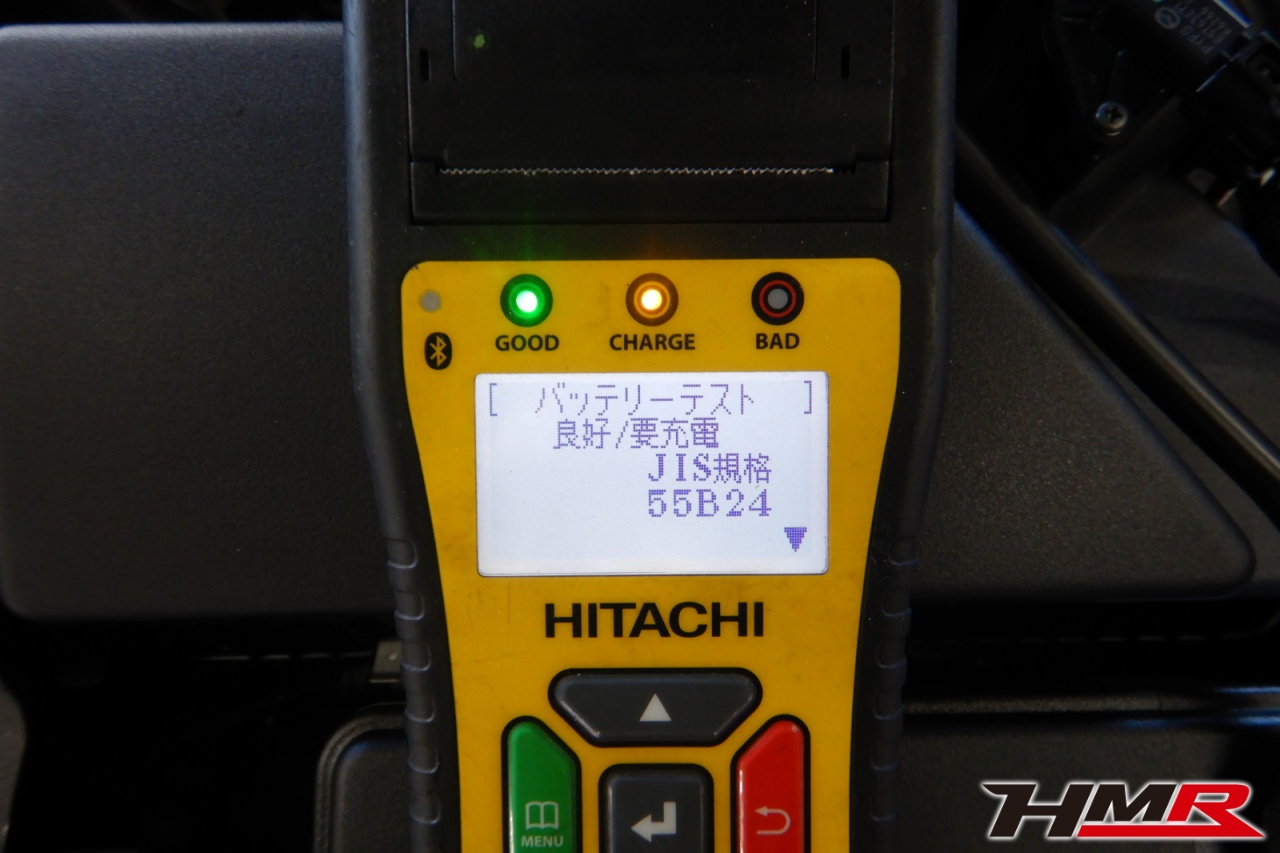 GOOD
CHARGE
BAD
[ バッテリーテスト ]
良好/要充電
JIS規格
55B24
HITACHI
MENU
HMR